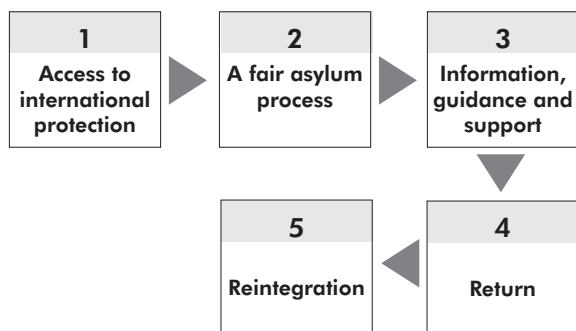 1
Access to
international
protection
2
A fair asylum
process
3
Information,
guidance and
support
4
Return
5
Reintegration